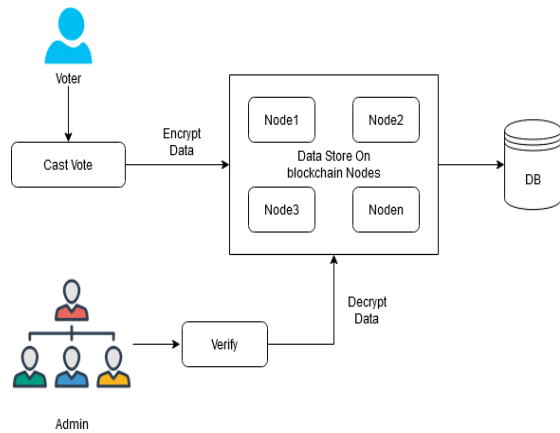 Voter
Cast Vote
Encrypt
Data
Node1
Node2
Data Store On
blockchain Nodes
Node3
Noden
DB
Decrypt
Data
Verify
Admin